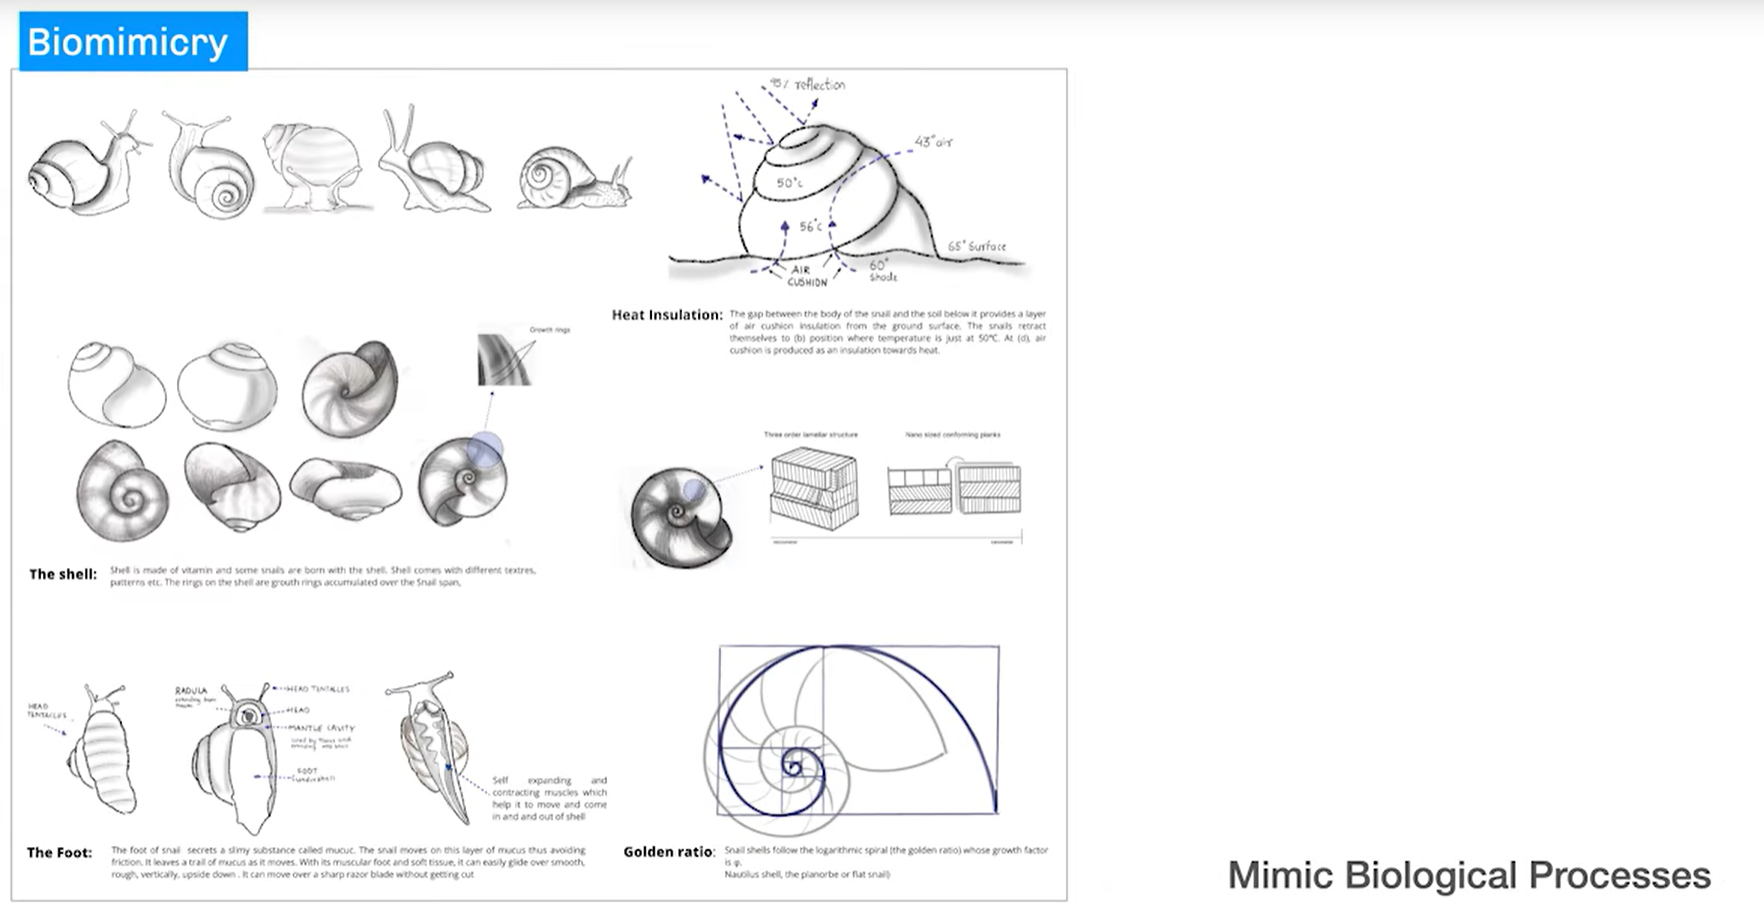 Biomimicry
95% reflection
43° air
50°c
56°c
65° Surface
60°
Shade
AIR
CUSHION
Heat Insulation:
The gap between the body of the snail and the soil below it provides a layer
of air cushion insulation from the ground surface. The snails retract
themselves to (b) position where temperature is just at 50°C. At (d), air
cushion is produced as an insulation towards heat.
Growth rings
Three order lamellar structure
Nano sized conforming planks
The shell:
Shell is made of vitamin and some snails are born with the shell. Shell comes with different textres,
patterns etc. The rings on the shell are grouth rings accumulated over the Snail span,
HEAD
TENTACLES
RADULA
HEAD TENTACLES
HEAD
MANTLE CAVITY
FOOT
Self expanding and
contracting muscles which
help it to move and come
in and and out of shell
The Foot:
The foot of snail secrets a slimy substance called mucuc. The snail moves on this layer of mucus thus avoiding
friction. It leaves a trail of mucus as it moves. With its muscular foot and soft tissue, it can easily glide over smooth,
rough, vertically, upside down . It can move over a sharp razor blade without getting cut
Golden ratio:
Snail shells follow the logarithmic spiral (the golden ratio) whose growth factor
is φ.
Nautilus shell, the planorbe or flat snail)
Mimic Biological Processes